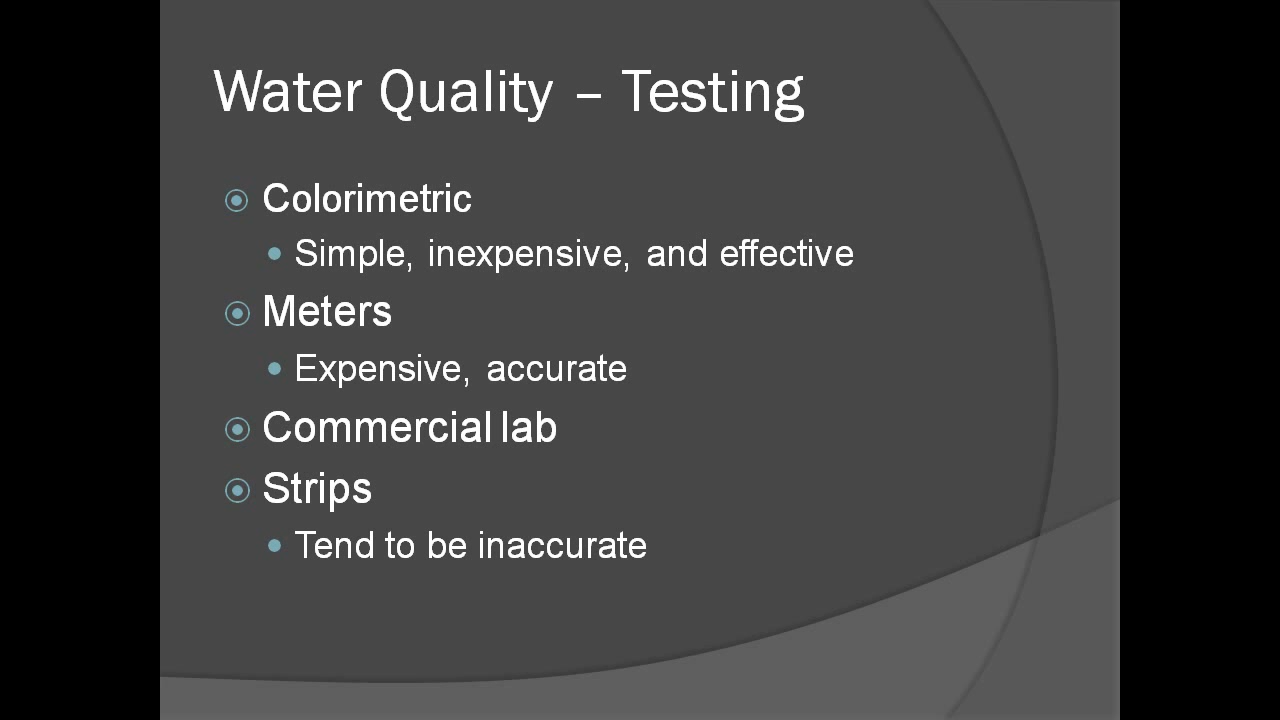 Water Quality – Testing
Colorimetric
Simple, inexpensive, and effective
Meters
Expensive, accurate
Commercial lab
Strips
Tend to be inaccurate